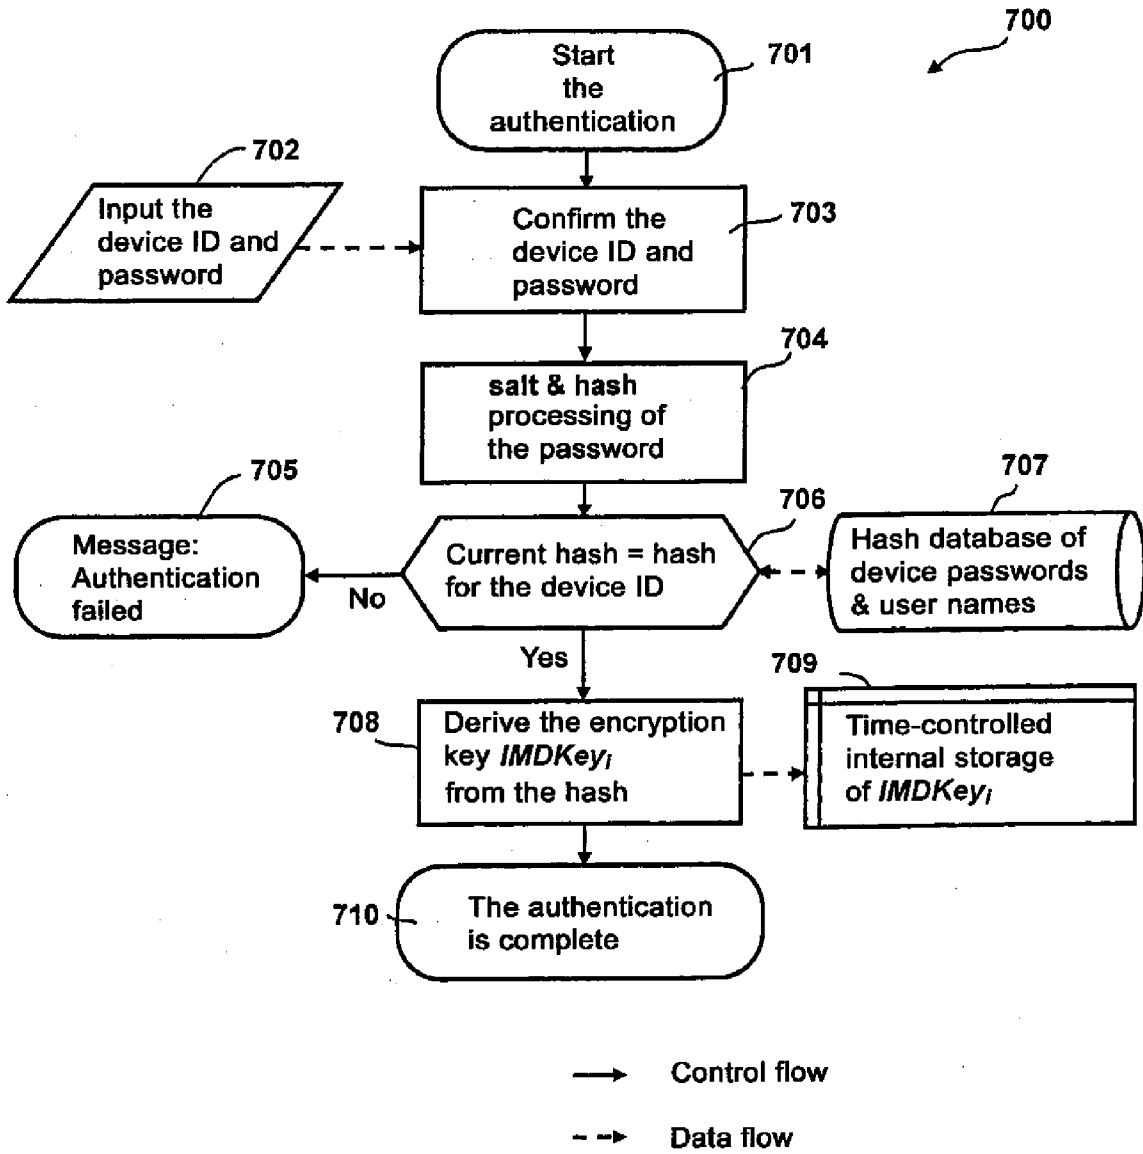 700
701
Start
the
authentication
702
Input the
device ID and
password
703
Confirm the
device ID and
password
704
salt & hash
processing of
the password
705
Message:
Authentication
failed
706
Current hash = hash
for the device ID
707
Hash database of
device passwords
& user names
No
Yes
708
Derive the encryption
key IMDKeyi
from the hash
709
Time-controlled
internal storage
of IMDKeyi
710
The authentication
is complete
Control flow
Data flow